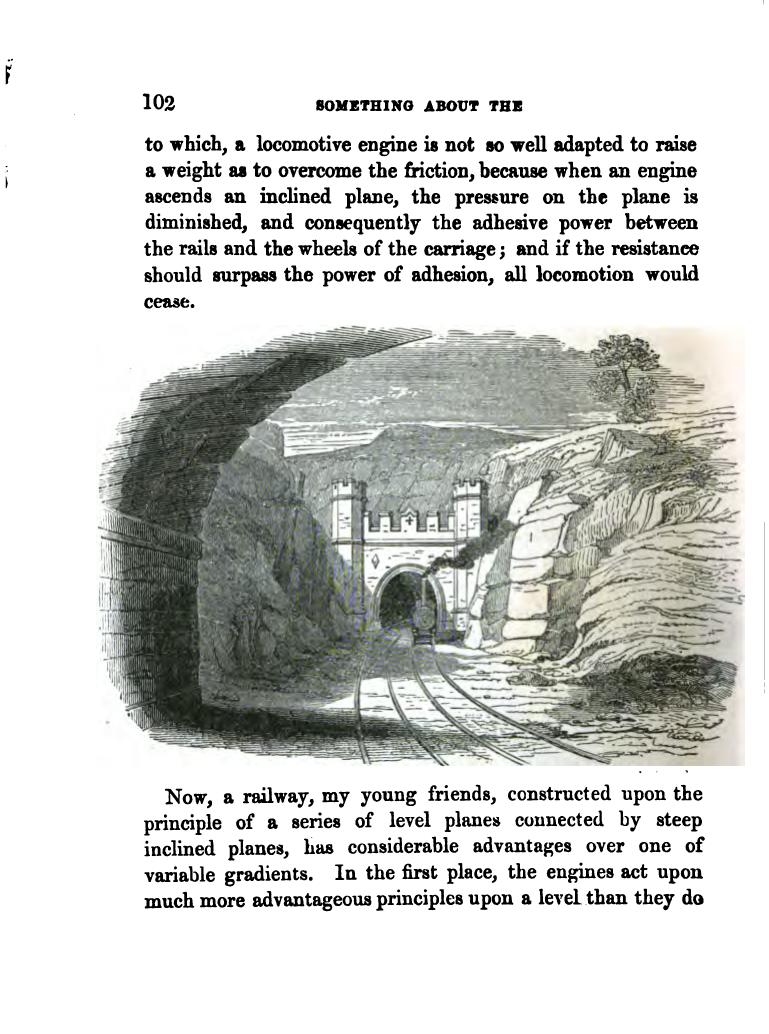 102 SOMETHING ABOUT THE
to which, a locomotive engine is not so well adapted to raise
a weight as to overcome the friction, because when an engine
ascends an inclined plane, the pressure on the plane is
diminished, and consequently the adhesive power between
the rails and the wheels of the carriage; and if the resistance
should surpass the power of adhesion, all locomotion would
cease.
Now, a railway, my young friends, constructed upon the
principle of a series of level planes connected by steep
inclined planes, has considerable advantages over one of
variable gradients. In the first place, the engines act upon
much more advantageous principles upon a level than they do